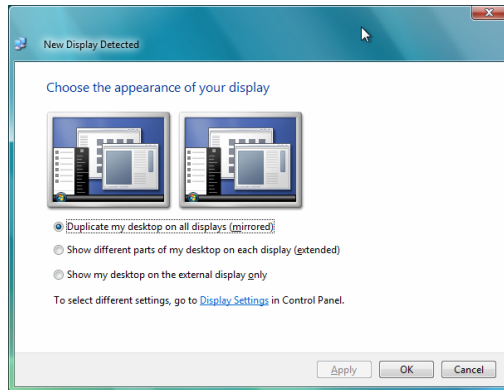 New Display Detected
Choose the appearance of your display
Duplicate my desktop on all displays (mirrored)
Show different parts of my desktop on each display (extended)
Show my desktop on the external display only
To select different settings, go to Display Settings in Control Panel.
Apply OK Cancel